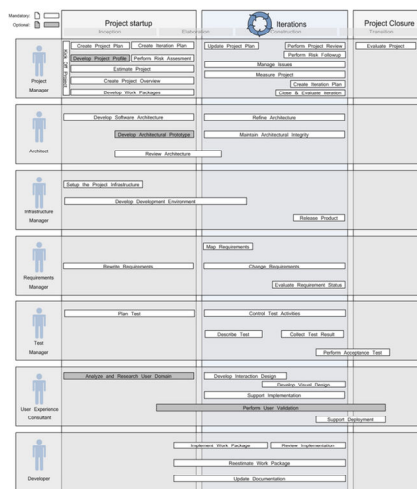 Mandatory:
Optional:
Project startup
Iterations
Project Closure
Inception
Elaboration
Construction
Transition
Create Project Plan
Create Iteration Plan
Update Project Plan
Perform Project Review
Evaluate Project
Perform Risk Followup
Develop Project Profile
Perform Risk Assesment
Manage Issues
Estimate Project
Measure Project
Create Project Overview
Create Iteration Plan
Develop Work Packages
Close & Evaluate Iteration
Project
Manager
Develop Software Architecture
Refine Architecture
Develop Architectural Prototype
Maintain Architectural Integrity
Review Architecture
Architect
Setup the Project Infrastructure
Develop Development Environment
Release Product
Infrastructure
Manager
Map Requirements
Rewrite Requirements
Change Requirements
Evaluate Requirement Status
Requirements
Manager
Plan Test
Control Test Activities
Describe Test
Collect Test Result
Perform Acceptance Test
Test
Manager
Analyze and Research User Domain
Develop Interaction Design
Develop Visual Design
Support Implementation
Perform User Validation
Support Deployment
User Experience
Consultant
Implement Work Package
Review Implementation
Reestimate Work Package
Update Documentation
Developer